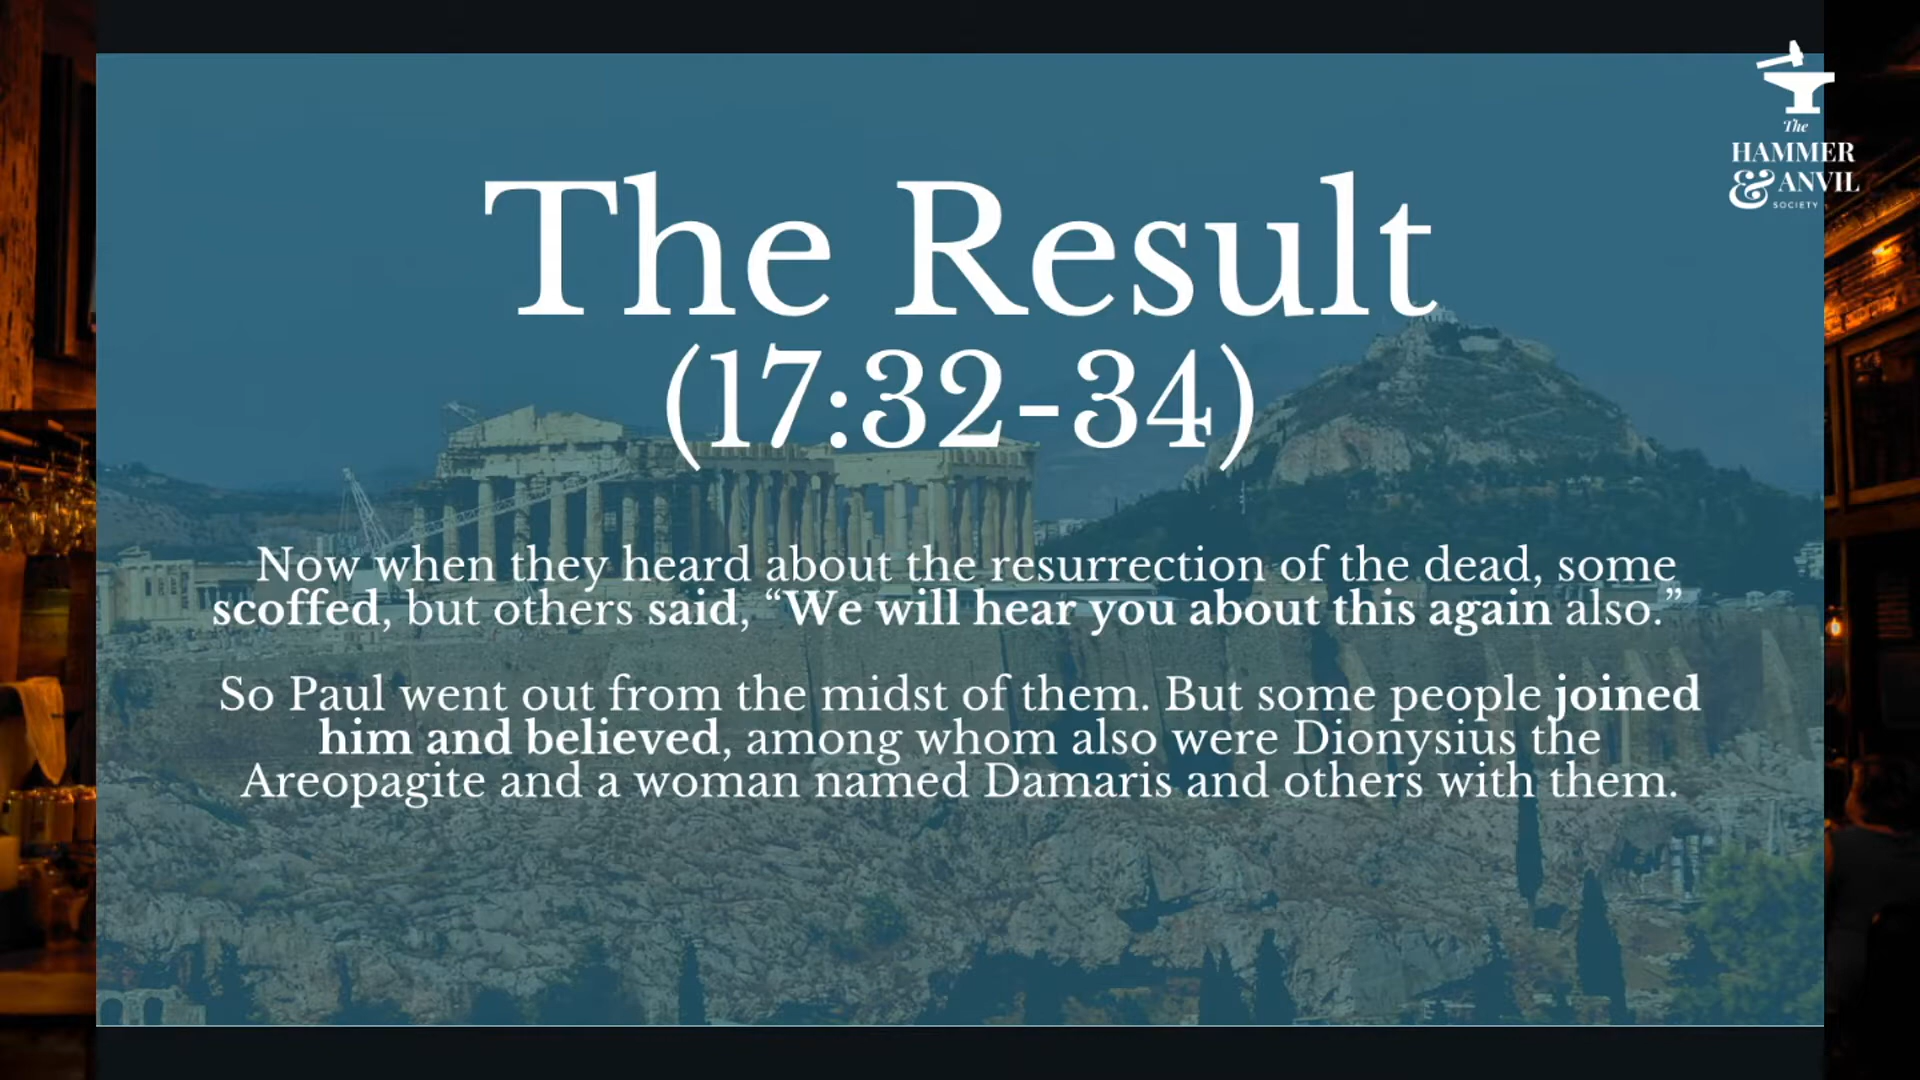 The
HAMMER
& ANVIL
SOCIETY
The Result
(17:32-34)
Now when they heard about the resurrection of the dead, some
scoffed, but others said, “We will hear you about this again also.”
So Paul went out from the midst of them. But some people joined
him and believed, among whom also were Dionysius the
Areopagite and a woman named Damaris and others with them.